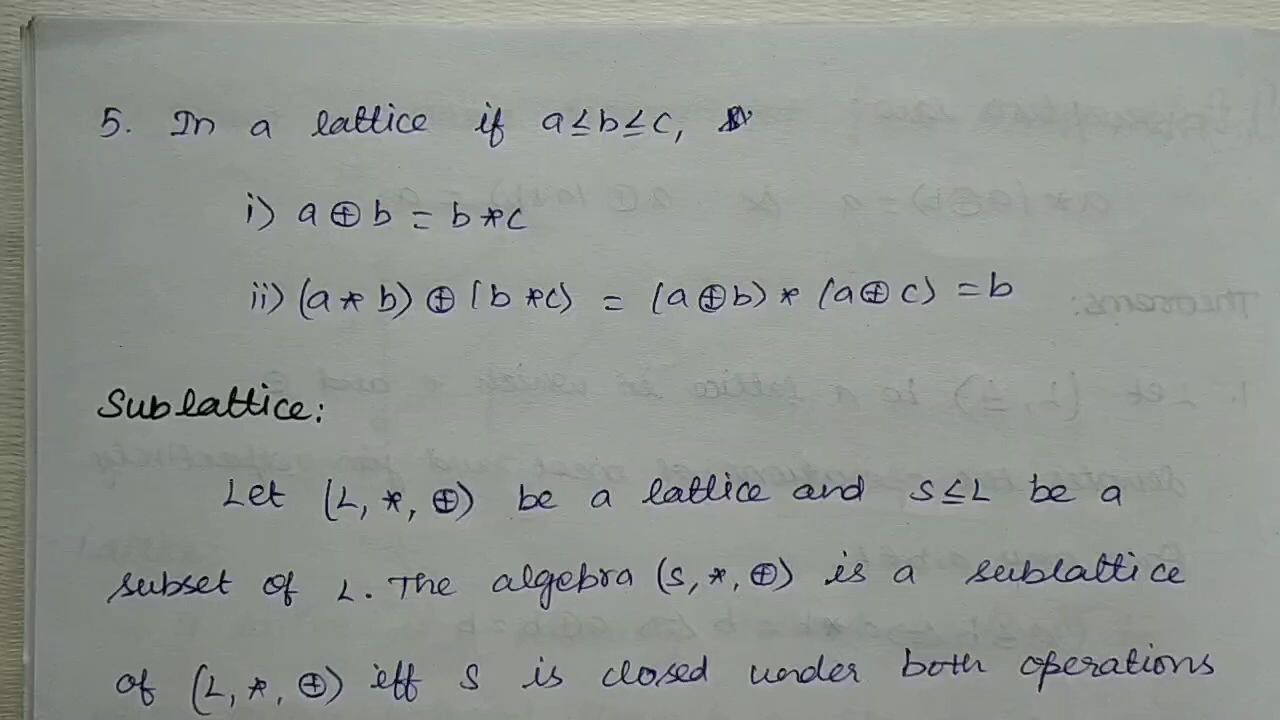 5. In a lattice if a≤b≤c,
i) a ⊕ b = b * c
ii) (a * b) ⊕ (b * c) = (a ⊕ b) * (a ⊕ c) = b
Sublattice:
Let (L, *, ⊕) be a lattice and S ≤ L be a
subset of L. The algebra (S, *, ⊕) is a sublattice
of (L, *, ⊕) iff S is closed under both operations